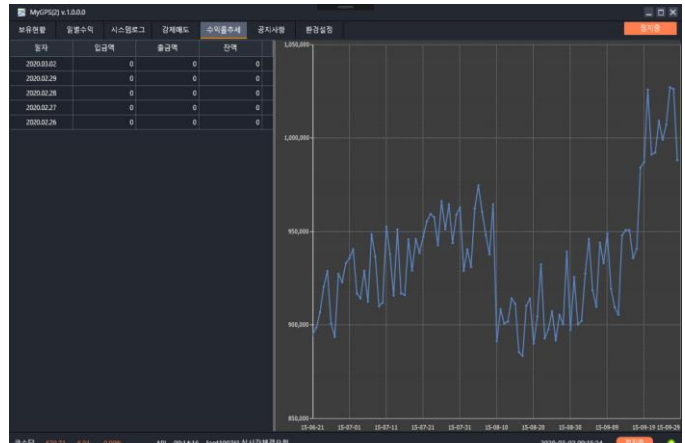 MyGPS(2) v.1.0.0.0
보유현황 일별수익 시스템로그 강제매도 수익률추세 공지사항 환경설정 정지중
일자 입금액 출금액 잔액
2020.03.02 0 0 0
2020.02.29 0 0 0
2020.02.28 0 0 0
2020.02.27 0 0 0
2020.02.26 0 0 0
1,050,000
1,000,000
950,000
900,000
850,000
15-06-21 15-07-01 15-07-11 15-07-21 15-07-31 15-08-10 15-08-20 15-08-30 15-09-09 15-09-19 15-09-29